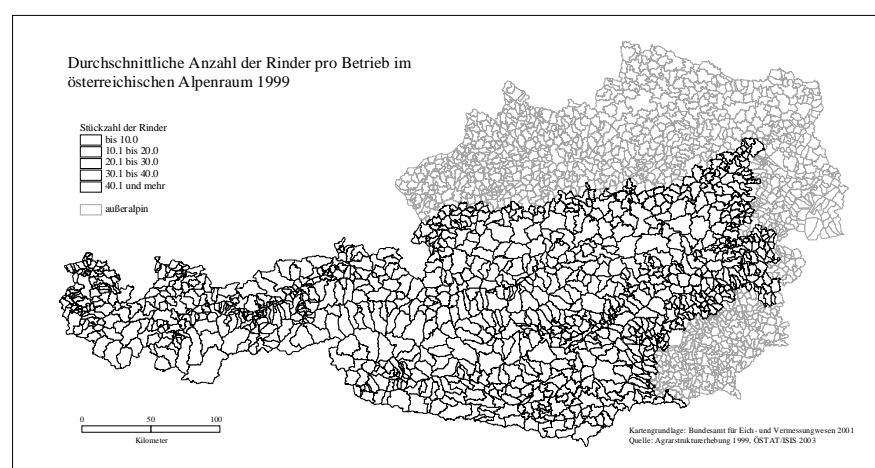 Durchschnittliche Anzahl der Rinder pro Betrieb im
österreichischen Alpenraum 1999
Stückzahl der Rinder
bis 10.0
10.1 bis 20.0
20.1 bis 30.0
30.1 bis 40.0
40.1 und mehr
außeralpin
0 50 100
Kilometer
Kartengrundlage: Bundesamt für Eich- und Vermessungwesen 2001
Quelle: Agrarstrukturerhebung 1999, ÖSTAT/ISIS 2003